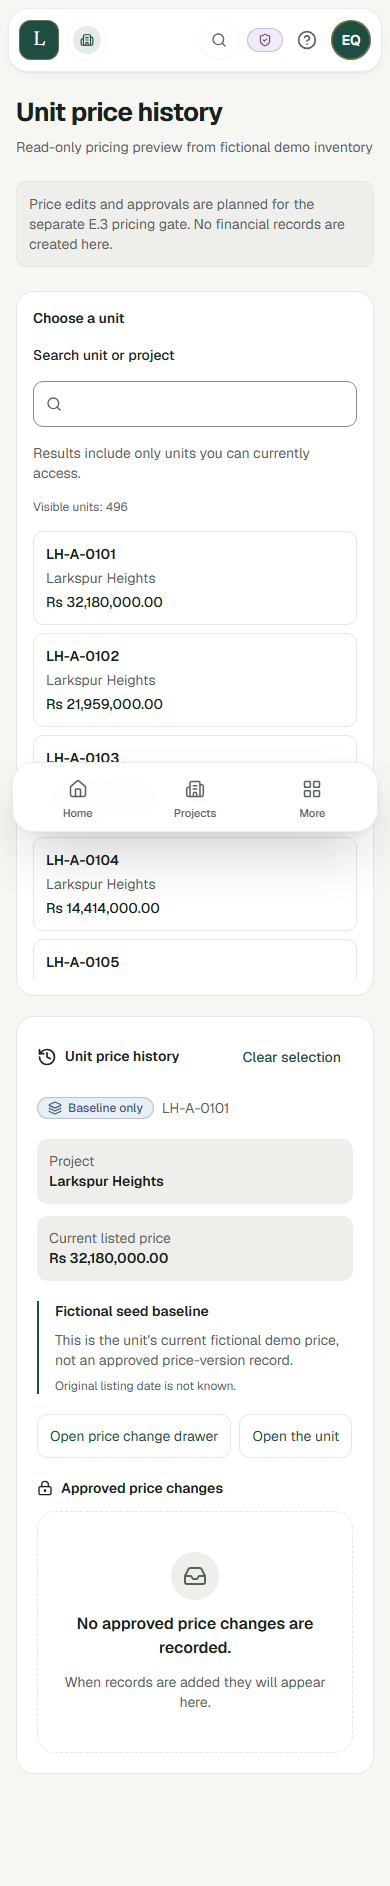 L
EQ
Unit price history
Read-only pricing preview from fictional demo inventory
Price edits and approvals are planned for the
separate E.3 pricing gate. No financial records are
created here.
Choose a unit
Search unit or project
Results include only units you can currently
access.
Visible units: 496
LH-A-0101
Larkspur Heights
Rs 32,180,000.00
LH-A-0102
Larkspur Heights
Rs 21,959,000.00
LH-A-0103
Home
Projects
More
LH-A-0104
Larkspur Heights
Rs 14,414,000.00
LH-A-0105
Unit price history
Clear selection
Baseline only
LH-A-0101
Project
Larkspur Heights
Current listed price
Rs 32,180,000.00
Fictional seed baseline
This is the unit's current fictional demo price,
not an approved price-version record.
Original listing date is not known.
Open price change drawer
Open the unit
Approved price changes
No approved price changes are
recorded.
When records are added they will appear
here.